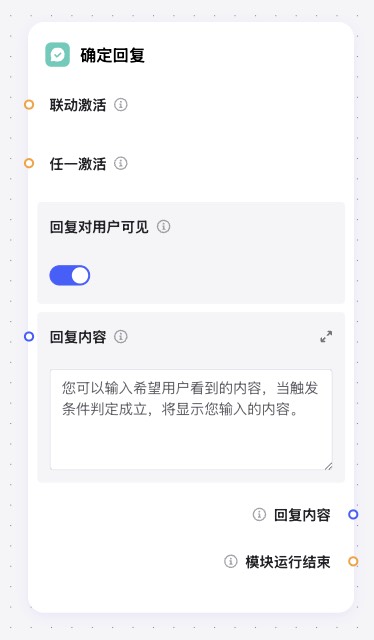 确定回复
联动激活
任一激活
回复对用户可见
回复内容
您可以输入希望用户看到的内容，当触发
条件判定成立，将显示您输入的内容。
回复内容
模块运行结束